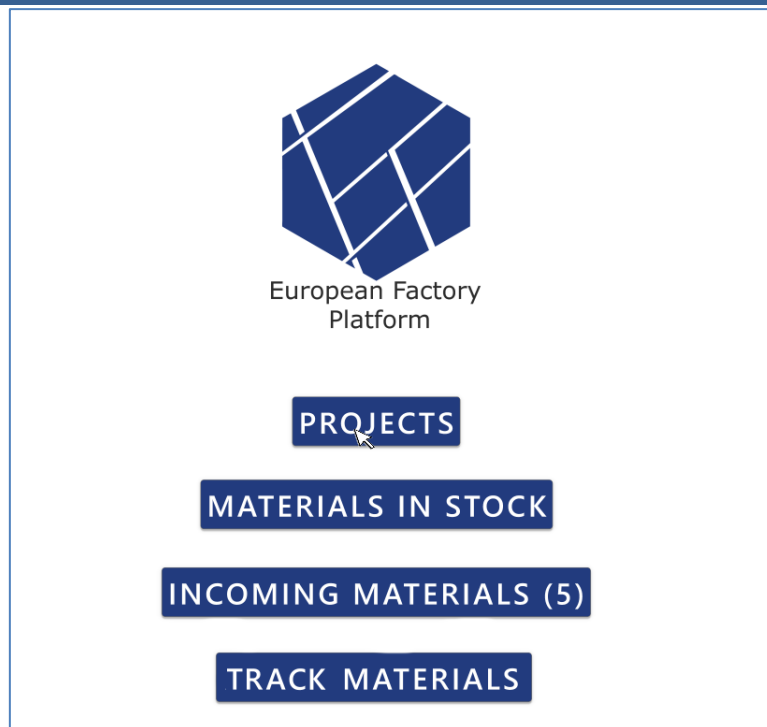 European Factory
Platform
PROJECTS
MATERIALS IN STOCK
INCOMING MATERIALS (5)
TRACK MATERIALS